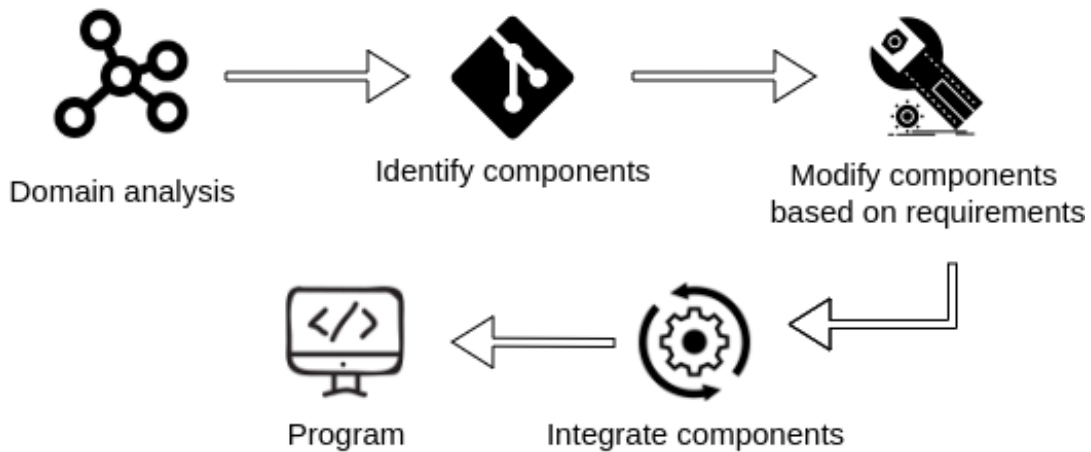 Domain analysis
Identify components
Modify components
based on requirements
</>
Program
Integrate components